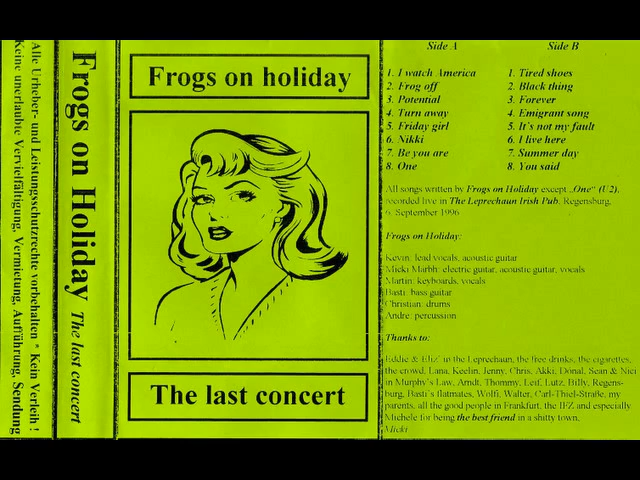 Alle Urheber- und Leistungsschutzrechte vorbehalten * Kein Verleih !
Keine unerlaubte Vervielfältigung, Vermietung, Aufführung, Sendung
Frogs on Holiday The last concert
Frogs on holiday
The last concert
Side A
1. I watch America
2. Frog off
3. Potential
4. Turn away
5. Friday girl
6. Nikki
7. Be you are
8. One
Side B
1. Tired shoes
2. Black thing
3. Forever
4. Emigrant song
5. It`s not my fault
6. I live here
7. Summer day
8. You said
All songs written by Frogs on Holiday except „One“ (U2),
recorded live in The Leprechaun Irish Pub, Regensburg,
6. September 1996
Frogs on Holiday:
Kevin: lead vocals, acoustic guitar
Micki Marbh: electric guitar, acoustic guitar, vocals
Martin: keyboards, vocals
Basti: bass guitar
Christian: drums
Andre: percussion
Thanks to:
Eddie & Eliz` in the Leprechaun, the free drinks, the cigarettes,
the crowd, Lana, Keelin, Jenny, Chris, Akki, Donal, Sean & Nici
in Murphy`s Law, Arndt, Thommy, Leif, Lutz, Billy, Regens-
burg, Basti`s flatmates, Wolfi, Walter, Carl-Thiel-Straße, my
parents, all the good people in Frankfurt, the IFZ and especially
Michele for being the best friend in a shitty town,
Micki